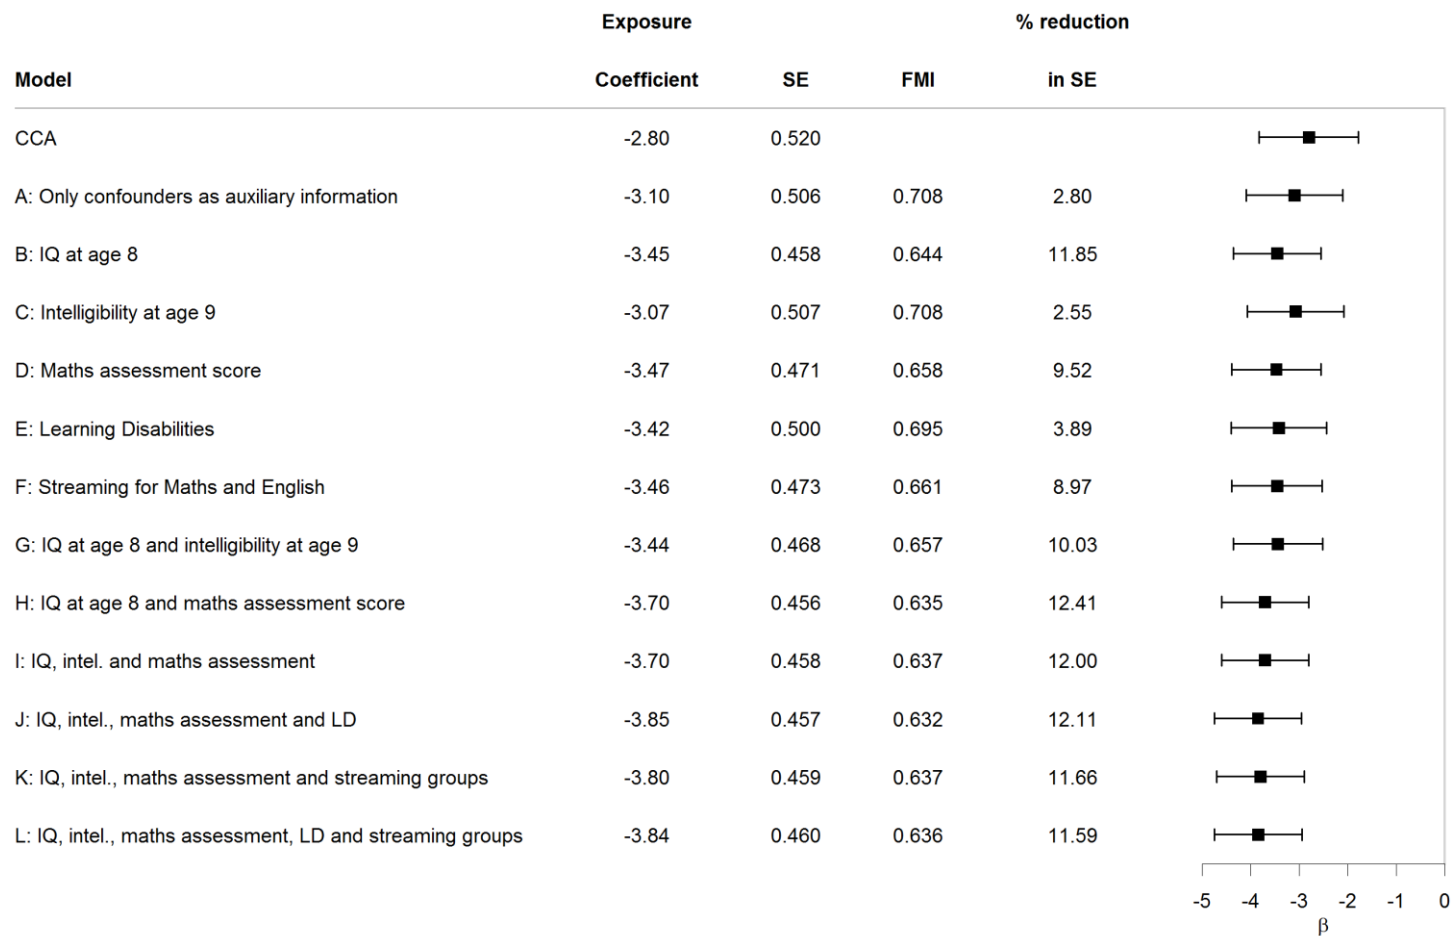 Exposure % reduction
Model Coefficient SE FMI in SE
CCA -2.80 0.520
A: Only confounders as auxiliary information -3.10 0.506 0.708 2.80
B: IQ at age 8 -3.45 0.458 0.644 11.85
C: Intelligibility at age 9 -3.07 0.507 0.708 2.55
D: Maths assessment score -3.47 0.471 0.658 9.52
E: Learning Disabilities -3.42 0.500 0.695 3.89
F: Streaming for Maths and English -3.46 0.473 0.661 8.97
G: IQ at age 8 and intelligibility at age 9 -3.44 0.468 0.657 10.03
H: IQ at age 8 and maths assessment score -3.70 0.456 0.635 12.41
I: IQ, intel. and maths assessment -3.70 0.458 0.637 12.00
J: IQ, intel., maths assessment and LD -3.85 0.457 0.632 12.11
K: IQ, intel., maths assessment and streaming groups -3.80 0.459 0.637 11.66
L: IQ, intel., maths assessment, LD and streaming groups -3.84 0.460 0.636 11.59
-5 -4 -3 -2 -1 0
β